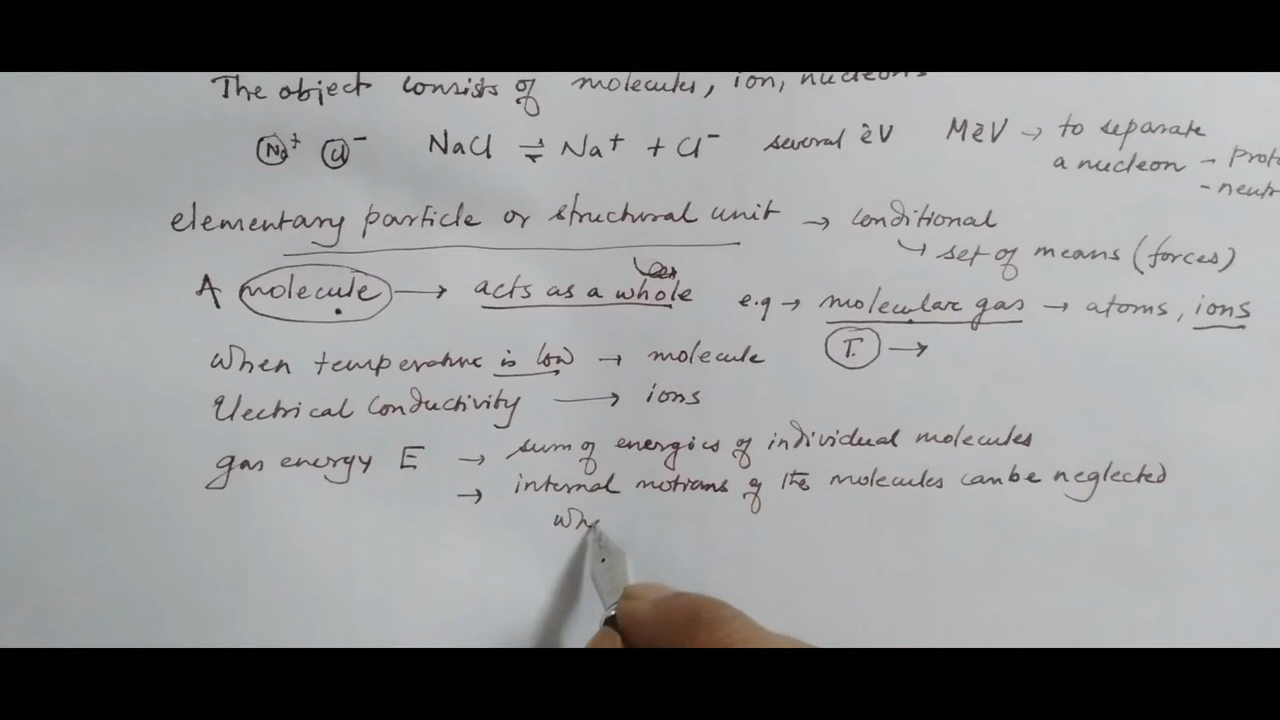 The object consists of molecules, ion, nucleons
Na⁺ Cl⁻ NaCl ⇌ Na⁺ + Cl⁻ several eV MeV → to separate
a nucleon - Prot
- neutr
elementary particle or structural unit → conditional
↳ set of means (forces)
A molecule → acts as a whole e.g → molecular gas → atoms, ions
When temperature is low → molecule T. →
Electrical Conductivity → ions
gas energy E → sum of energies of individual molecules
→ internal motions of the molecules can be neglected
whe